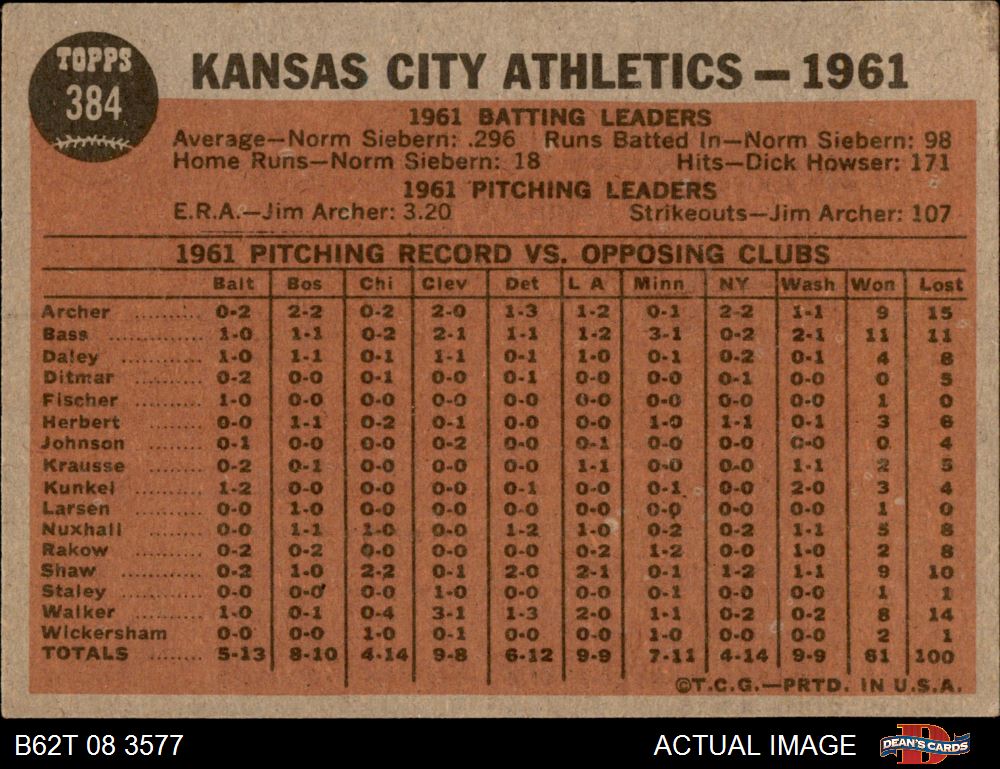 TOPPS
384
KANSAS CITY ATHLETICS — 1961
1961 BATTING LEADERS
Average—Norm Siebern: .296 Runs Batted In—Norm Siebern: 98
Home Runs—Norm Siebern: 18 Hits—Dick Howser: 171
1961 PITCHING LEADERS
E.R.A.—Jim Archer: 3.20 Strikeouts—Jim Archer: 107
1961 PITCHING RECORD VS. OPPOSING CLUBS
Balt Bos Chi Clev Det L A Minn NY Wash Won Lost
Archer .......... 0-2 2-2 0-2 2-0 1-3 1-2 0-1 2-2 1-1 9 15
Bass .............. 1-0 1-1 0-2 2-1 1-1 1-2 3-1 0-2 2-1 11 11
Daley .......... 1-0 1-1 0-1 1-1 0-1 1-0 0-1 0-2 0-1 4 8
Ditmar .......... 0-2 0-0 0-1 0-0 0-1 0-0 0-0 0-1 0-0 0 5
Fischer .......... 1-0 0-0 0-0 0-0 0-0 0-0 0-0 0-0 0-0 1 0
Herbert .......... 0-0 1-1 0-2 0-1 0-0 0-0 1-0 1-1 0-1 3 6
Johnson .......... 0-1 0-0 0-0 0-2 0-0 0-1 0-0 0-0 0-0 0 4
Krausse .......... 0-2 0-1 0-0 0-0 0-0 1-1 0-0 0-0 1-1 2 5
Kunkel .......... 1-2 0-0 0-0 0-0 0-1 0-0 0-1 0-0 2-0 3 4
Larsen .......... 0-0 1-0 0-0 0-0 0-0 0-0 0-0 0-0 0-0 1 0
Nuxhall .......... 0-0 1-1 1-0 0-0 1-2 1-0 0-2 0-2 1-1 5 8
Rakow .......... 0-2 0-2 0-0 0-0 0-0 0-2 1-2 0-0 1-0 2 8
Shaw ............ 0-2 1-0 2-2 0-1 2-0 2-1 0-1 1-2 1-1 9 10
Staley .......... 0-0 0-0 0-0 1-0 0-0 0-0 0-1 0-0 0-0 1 1
Walker .......... 1-0 0-1 0-4 3-1 1-3 2-0 1-1 0-2 0-2 8 14
Wickersham 0-0 0-0 1-0 0-1 0-0 0-0 1-0 0-0 0-0 2 1
TOTALS ........ 5-13 8-10 4-14 9-8 6-12 9-9 7-11 4-14 9-9 61 100
©T.C.G.—PRTD. IN U.S.A.
B62T 08 3577 ACTUAL IMAGE DEAN'S CARDS